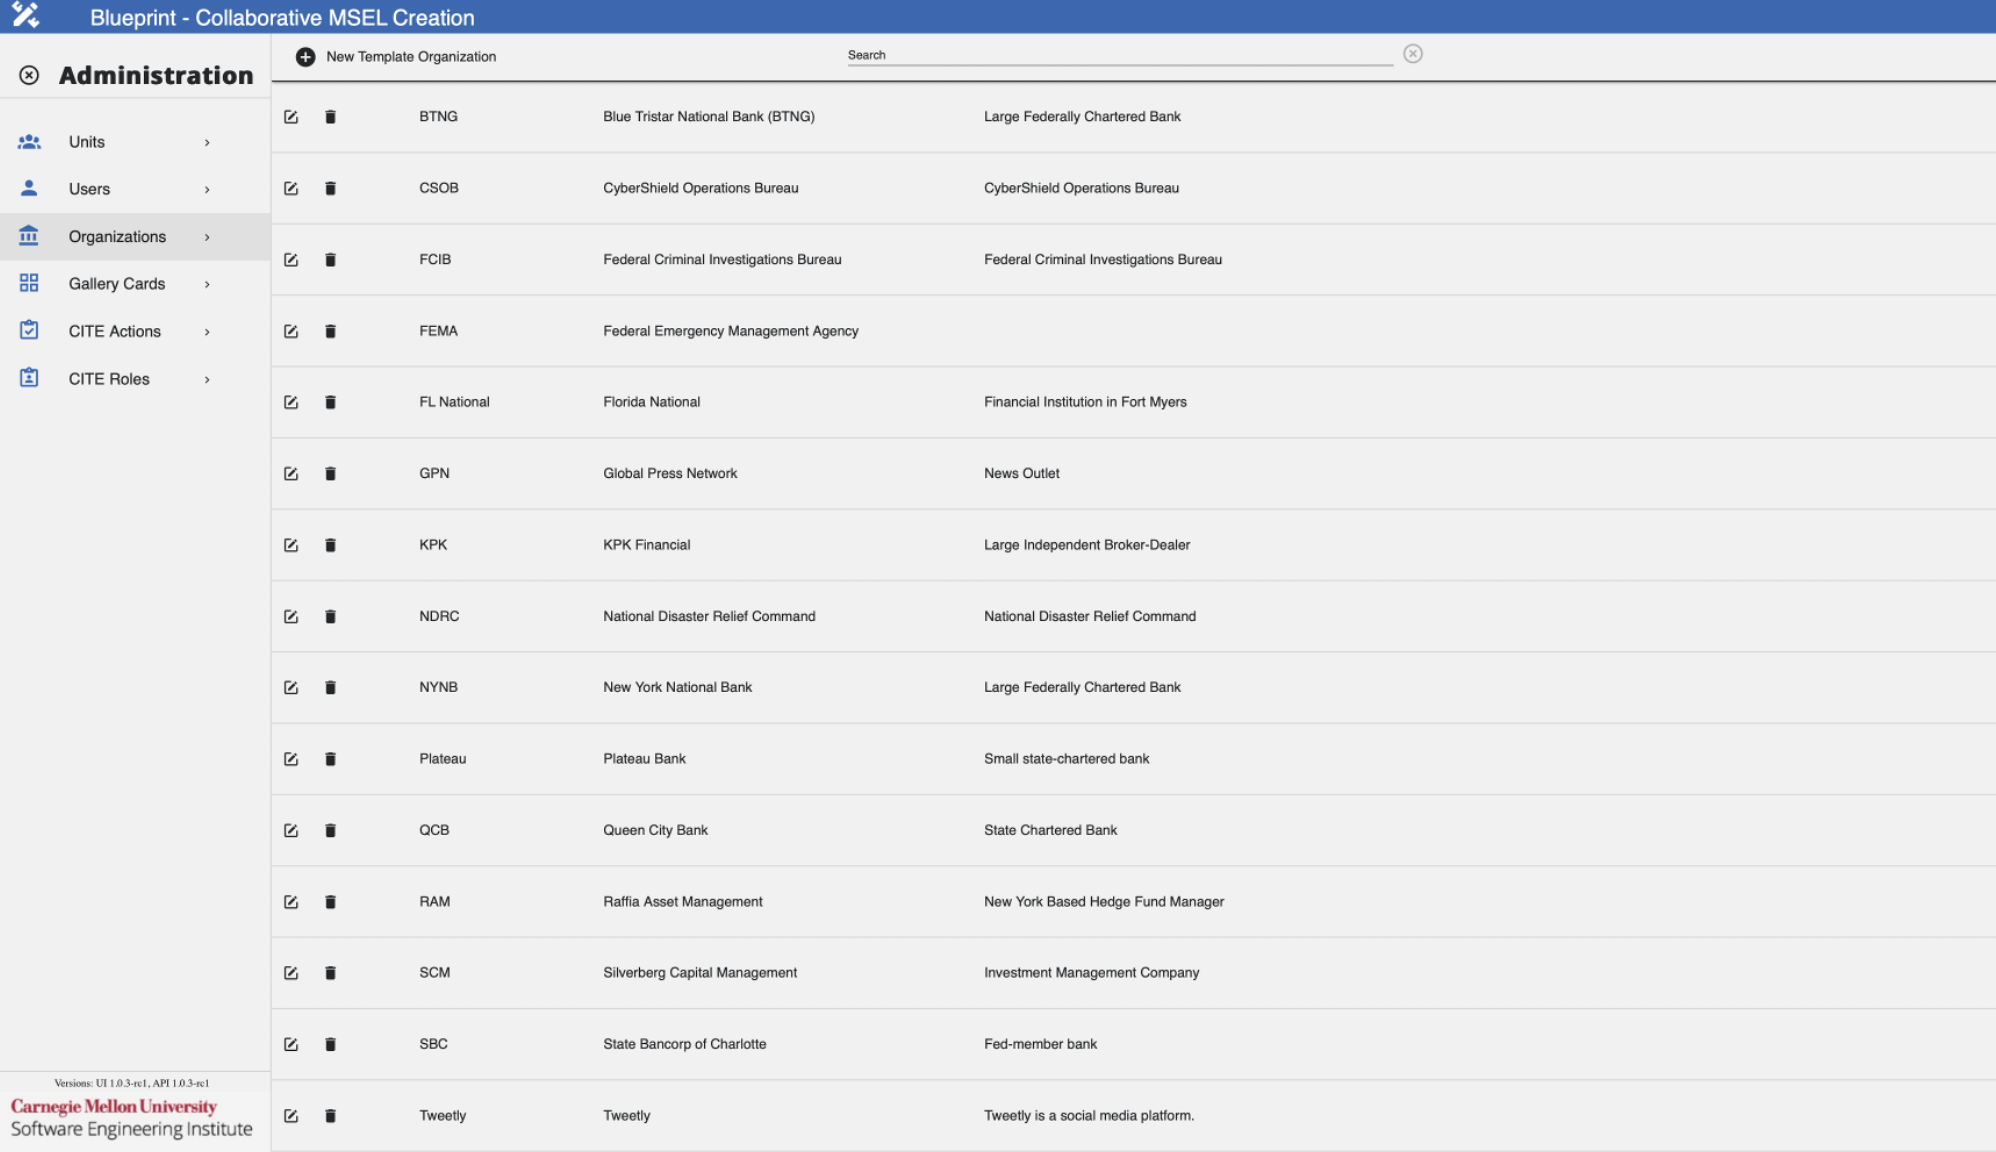 Blueprint - Collaborative MSEL Creation
Administration
Units
Users
Organizations
Gallery Cards
CITE Actions
CITE Roles
Versions: UI 1.0.3-rc1, API 1.0.3-rc1
Carnegie Mellon University
Software Engineering Institute
New Template Organization
Search
BTNG Blue Tristar National Bank (BTNG) Large Federally Chartered Bank
CSOB CyberShield Operations Bureau CyberShield Operations Bureau
FCIB Federal Criminal Investigations Bureau Federal Criminal Investigations Bureau
FEMA Federal Emergency Management Agency
FL National Florida National Financial Institution in Fort Myers
GPN Global Press Network News Outlet
KPK KPK Financial Large Independent Broker-Dealer
NDRC National Disaster Relief Command National Disaster Relief Command
NYNB New York National Bank Large Federally Chartered Bank
Plateau Plateau Bank Small state-chartered bank
QCB Queen City Bank State Chartered Bank
RAM Raffia Asset Management New York Based Hedge Fund Manager
SCM Silverberg Capital Management Investment Management Company
SBC State Bancorp of Charlotte Fed-member bank
Tweetly Tweetly Tweetly is a social media platform.